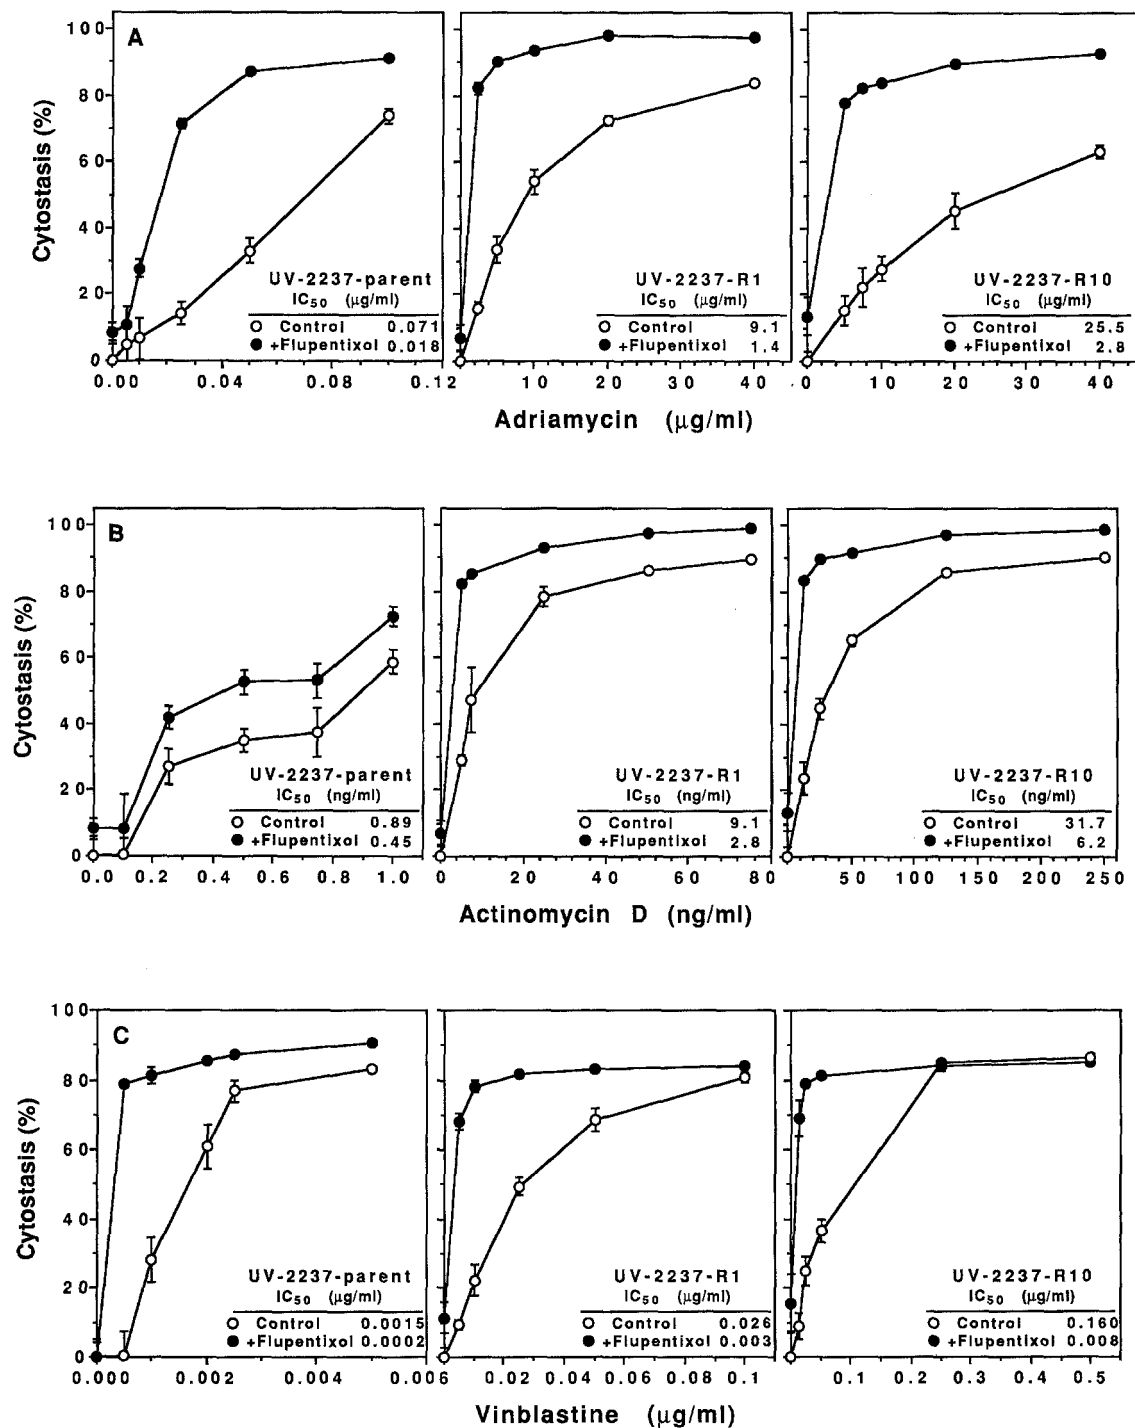 A
Cytostasis (%)
100
80
60
40
20
0
UV-2237-parent
IC50 (µg/ml)
Control 0.071
+Flupentixol 0.018
UV-2237-R1
IC50 (µg/ml)
Control 9.1
+Flupentixol 1.4
UV-2237-R10
IC50 (µg/ml)
Control 25.5
+Flupentixol 2.8
0.00 0.04 0.08 0.12
10 20 30 40
0 10 20 30 40
Adriamycin (µg/ml)
B
Cytostasis (%)
100
80
60
40
20
0
UV-2237-parent
IC50 (ng/ml)
Control 0.89
+Flupentixol 0.45
UV-2237-R1
IC50 (ng/ml)
Control 9.1
+Flupentixol 2.8
UV-2237-R10
IC50 (ng/ml)
Control 31.7
+Flupentixol 6.2
0.0 0.2 0.4 0.6 0.8 1.0
0 20 40 60 80
50 100 150 200 250
Actinomycin D (ng/ml)
C
Cytostasis (%)
100
80
60
40
20
0
UV-2237-parent
IC50 (µg/ml)
Control 0.0015
+Flupentixol 0.0002
UV-2237-R1
IC50 (µg/ml)
Control 0.026
+Flupentixol 0.003
UV-2237-R10
IC50 (µg/ml)
Control 0.160
+Flupentixol 0.008
0.000 0.002 0.004 0.006
0.02 0.04 0.06 0.08 0.1
0.1 0.2 0.3 0.4 0.5
Vinblastine (µg/ml)